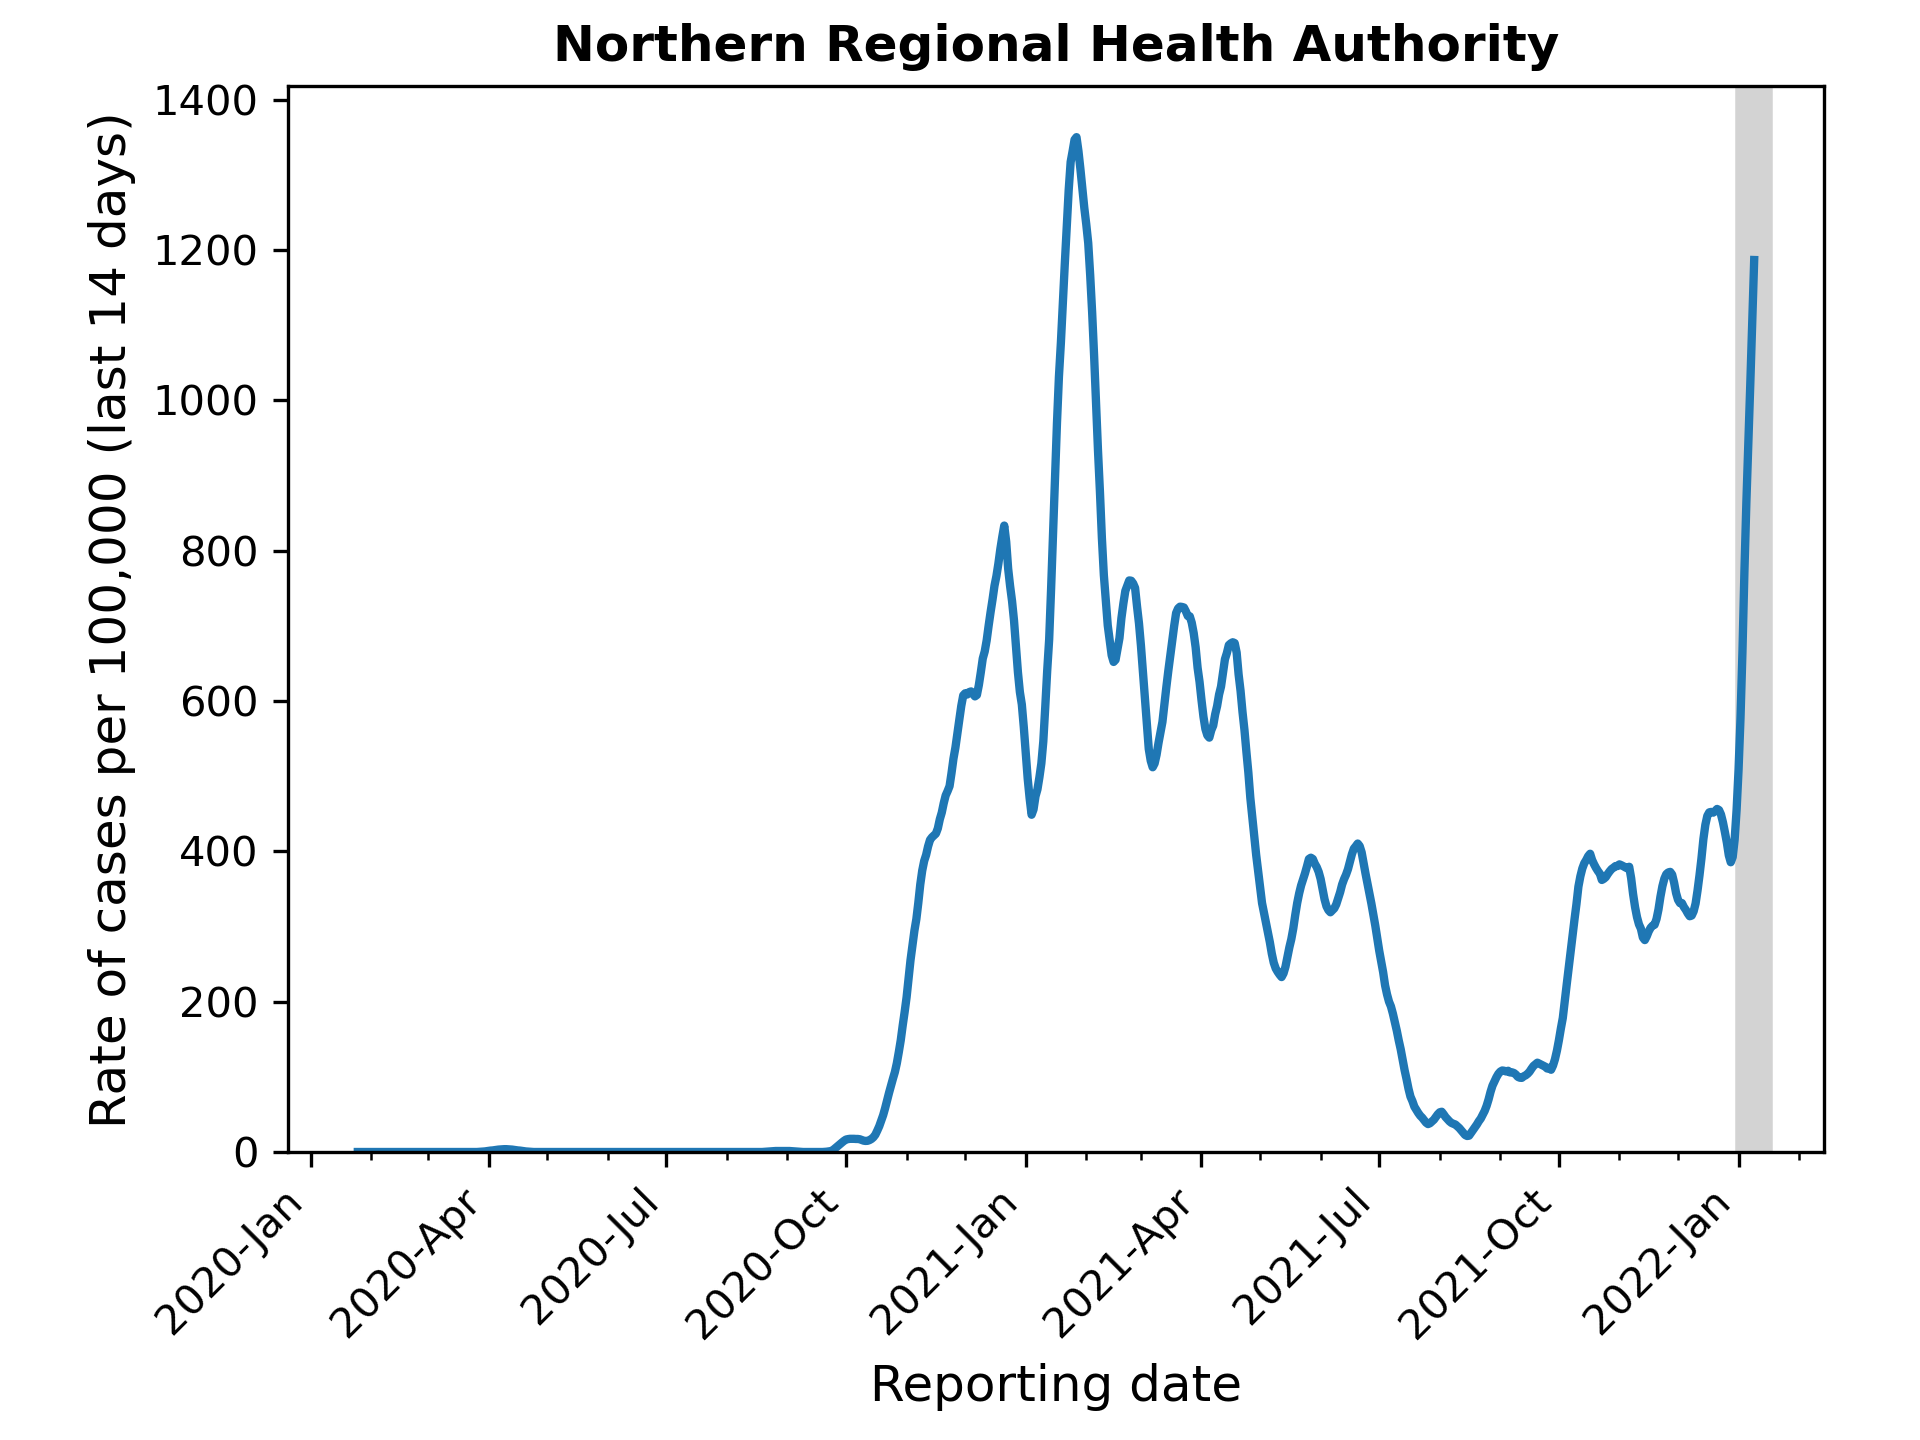 Northern Regional Health Authority
Rate of cases per 100,000 (last 14 days)
1400
1200
1000
800
600
400
200
0
2020-Jan
2020-Apr
2020-Jul
2020-Oct
2021-Jan
2021-Apr
2021-Jul
2021-Oct
2022-Jan
Reporting date